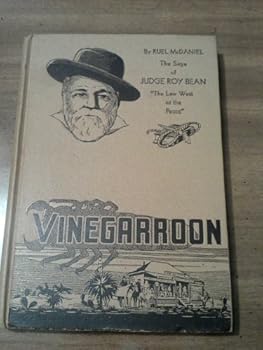 By RUEL McDANIEL
The Saga
of
JUDGE ROY BEAN
"The Law West
of the
Pecos"
VINEGARROON